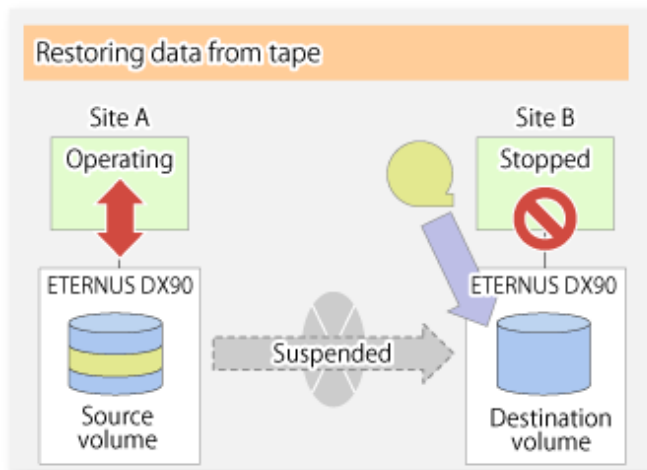 Restoring data from tape
Site A
Site B
Operating
Stopped
ETERNUS DX90
ETERNUS DX90
Suspended
Source
volume
Destination
volume